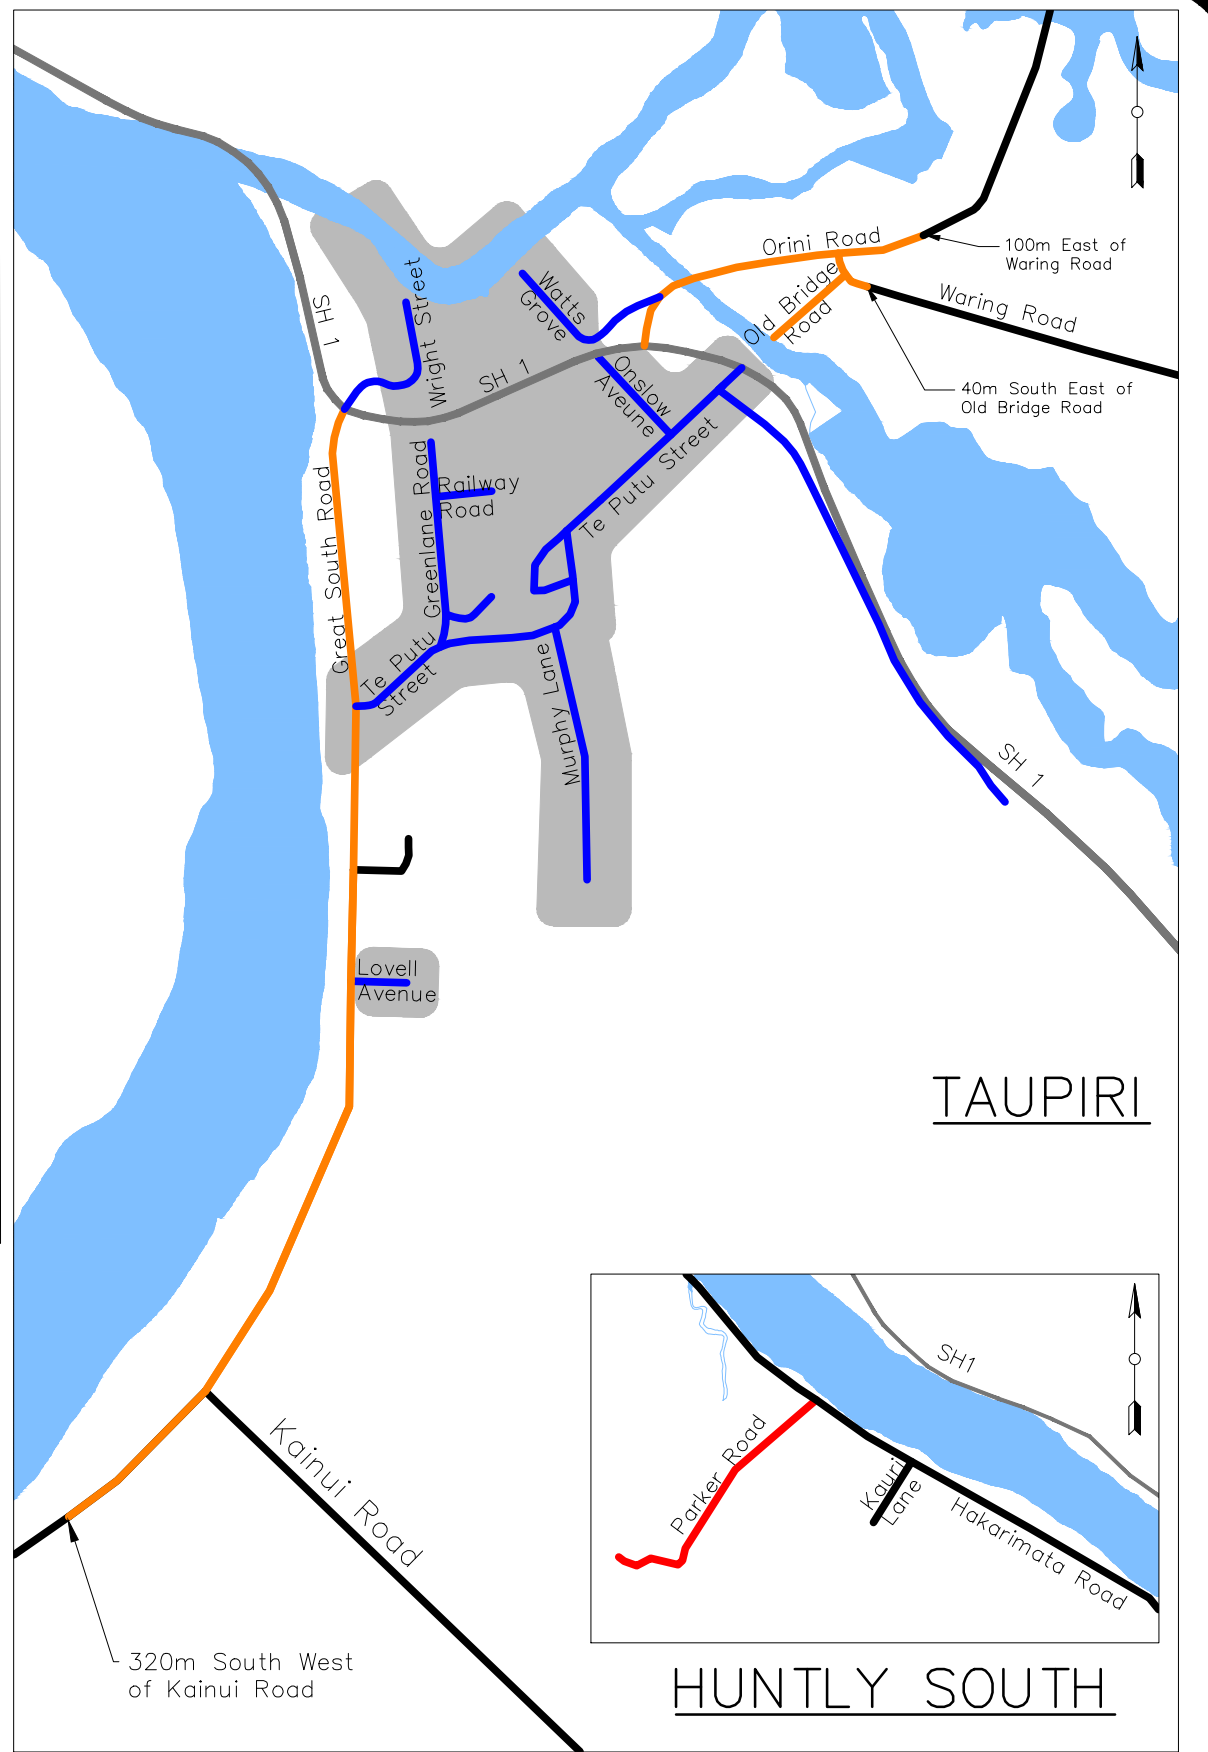 Orini Road
100m East of
Waring Road
Old Bridge
Road
Waring Road
40m South East of
Old Bridge Road
SH 1
Wright Street
Watts
Grove
SH 1
Onslow
Aveune
Te Putu Street
Great South Road
Greenlane Road
Railway
Road
Te Putu
Street
Murphy Lane
SH 1
Lovell
Avenue
TAUPIRI
Kainui Road
320m South West
of Kainui Road
SH1
Parker Road
Kauri
Lane
Hakarimata Road
HUNTLY SOUTH